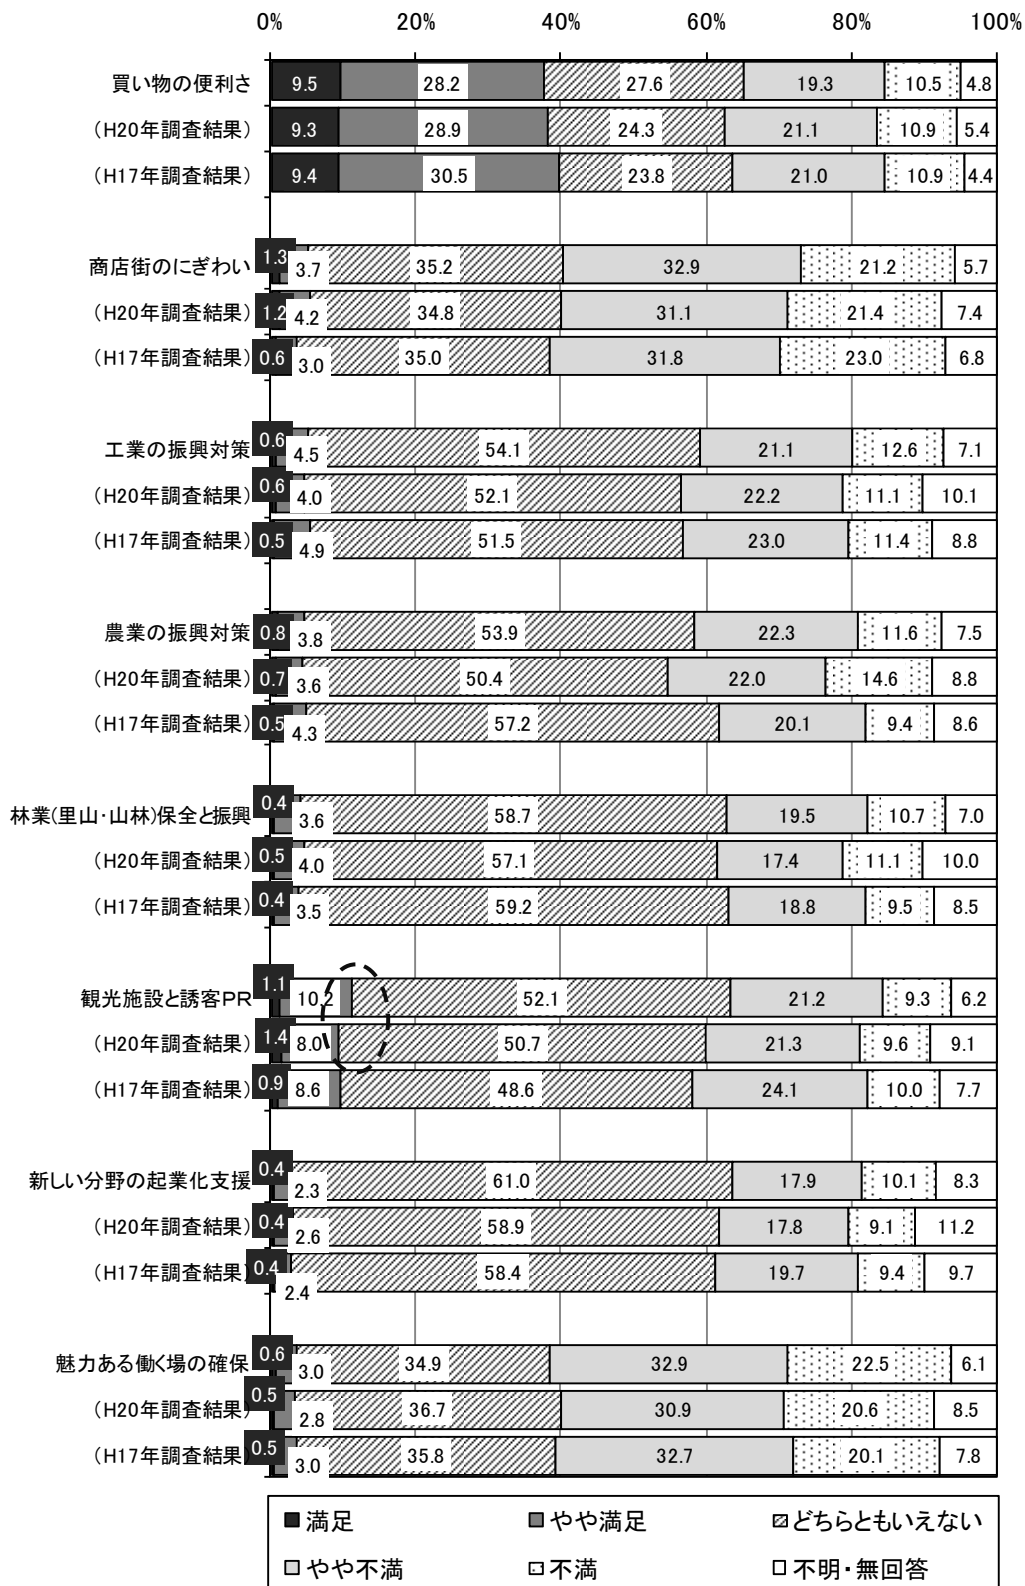 0% 20% 40% 60% 80% 100%
買い物の便利さ 9.5 28.2 27.6 19.3 10.5 4.8
(H20年調査結果) 9.3 28.9 24.3 21.1 10.9 5.4
(H17年調査結果) 9.4 30.5 23.8 21.0 10.9 4.4
商店街のにぎわい 1.3 3.7 35.2 32.9 21.2 5.7
(H20年調査結果) 1.2 4.2 34.8 31.1 21.4 7.4
(H17年調査結果) 0.6 3.0 35.0 31.8 23.0 6.8
工業の振興対策 0.6 4.5 54.1 21.1 12.6 7.1
(H20年調査結果) 0.6 4.0 52.1 22.2 11.1 10.1
(H17年調査結果) 0.5 4.9 51.5 23.0 11.4 8.8
農業の振興対策 0.8 3.8 53.9 22.3 11.6 7.5
(H20年調査結果) 0.7 3.6 50.4 22.0 14.6 8.8
(H17年調査結果) 0.5 4.3 57.2 20.1 9.4 8.6
林業(里山・山林)保全と振興 0.4 3.6 58.7 19.5 10.7 7.0
(H20年調査結果) 0.5 4.0 57.1 17.4 11.1 10.0
(H17年調査結果) 0.4 3.5 59.2 18.8 9.5 8.5
観光施設と誘客PR 1.1 10.2 52.1 21.2 9.3 6.2
(H20年調査結果) 1.4 8.0 50.7 21.3 9.6 9.1
(H17年調査結果) 0.9 8.6 48.6 24.1 10.0 7.7
新しい分野の起業化支援 0.4 2.3 61.0 17.9 10.1 8.3
(H20年調査結果) 0.4 2.6 58.9 17.8 9.1 11.2
(H17年調査結果) 0.4 2.4 58.4 19.7 9.4 9.7
魅力ある働く場の確保 0.6 3.0 34.9 32.9 22.5 6.1
(H20年調査結果) 0.5 2.8 36.7 30.9 20.6 8.5
(H17年調査結果) 0.5 3.0 35.8 32.7 20.1 7.8
満足 やや満足 どちらともいえない
やや不満 不満 不明・無回答